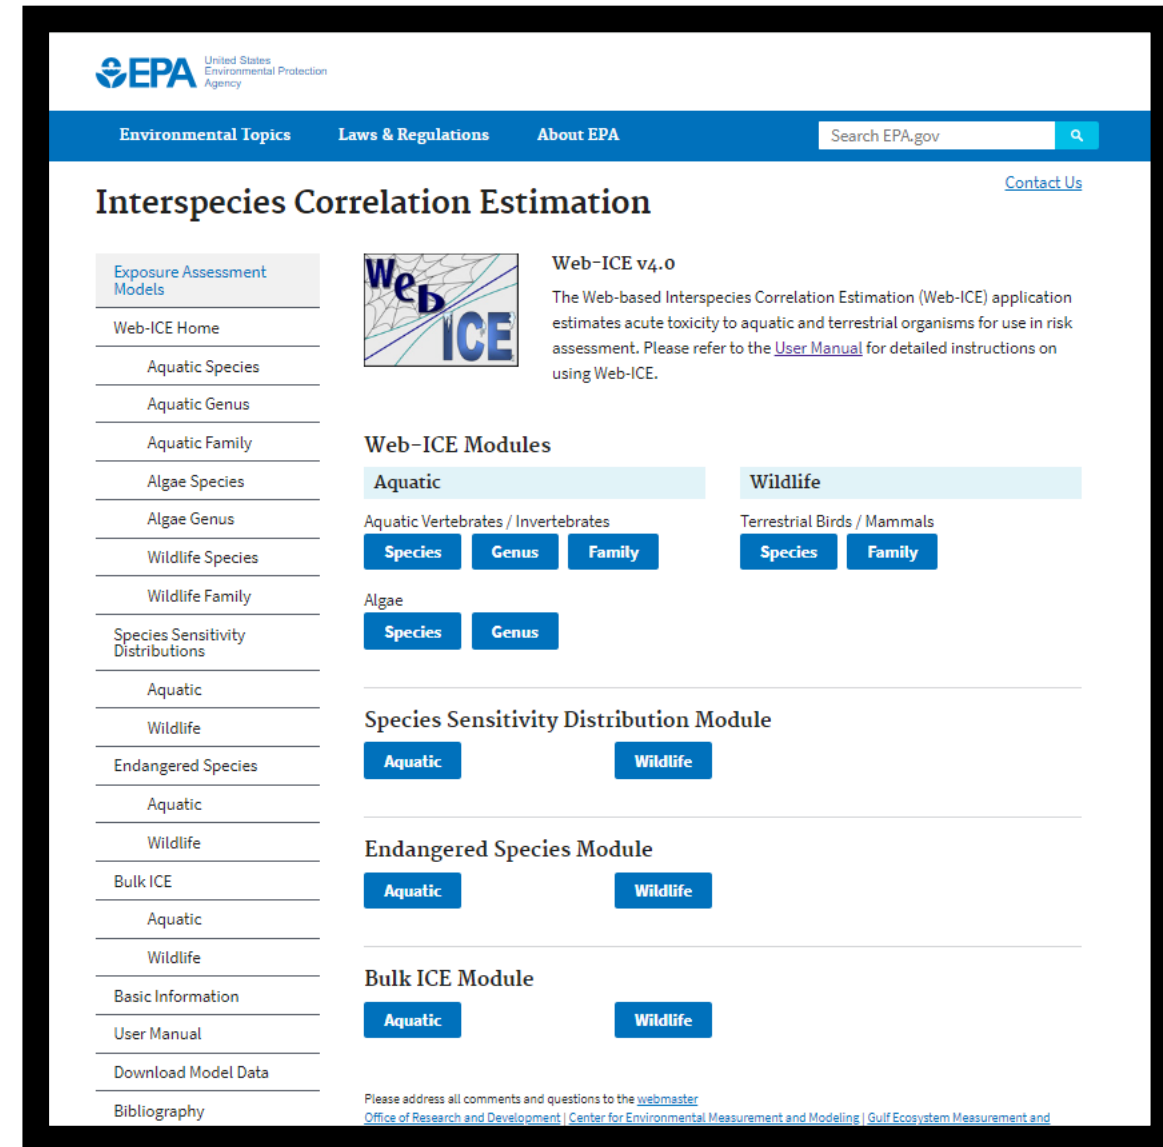 EPA
United States
Environmental Protection
Agency
Environmental Topics
Laws & Regulations
About EPA
Search EPA.gov
Contact Us
Interspecies Correlation Estimation
Exposure Assessment
Models
Web-ICE Home
Aquatic Species
Aquatic Genus
Aquatic Family
Algae Species
Algae Genus
Wildlife Species
Wildlife Family
Species Sensitivity
Distributions
Aquatic
Wildlife
Endangered Species
Aquatic
Wildlife
Bulk ICE
Aquatic
Wildlife
Basic Information
User Manual
Download Model Data
Bibliography
Web
ICE
Web-ICE v4.0
The Web-based Interspecies Correlation Estimation (Web-ICE) application
estimates acute toxicity to aquatic and terrestrial organisms for use in risk
assessment. Please refer to the User Manual for detailed instructions on
using Web-ICE.
Web-ICE Modules
Aquatic
Aquatic Vertebrates / Invertebrates
Species Genus Family
Algae
Species Genus
Wildlife
Terrestrial Birds / Mammals
Species Family
Species Sensitivity Distribution Module
Aquatic Wildlife
Endangered Species Module
Aquatic Wildlife
Bulk ICE Module
Aquatic Wildlife
Please address all comments and questions to the webmaster
Office of Research and Development | Center for Environmental Measurement and Modeling | Gulf Ecosystem Measurement and